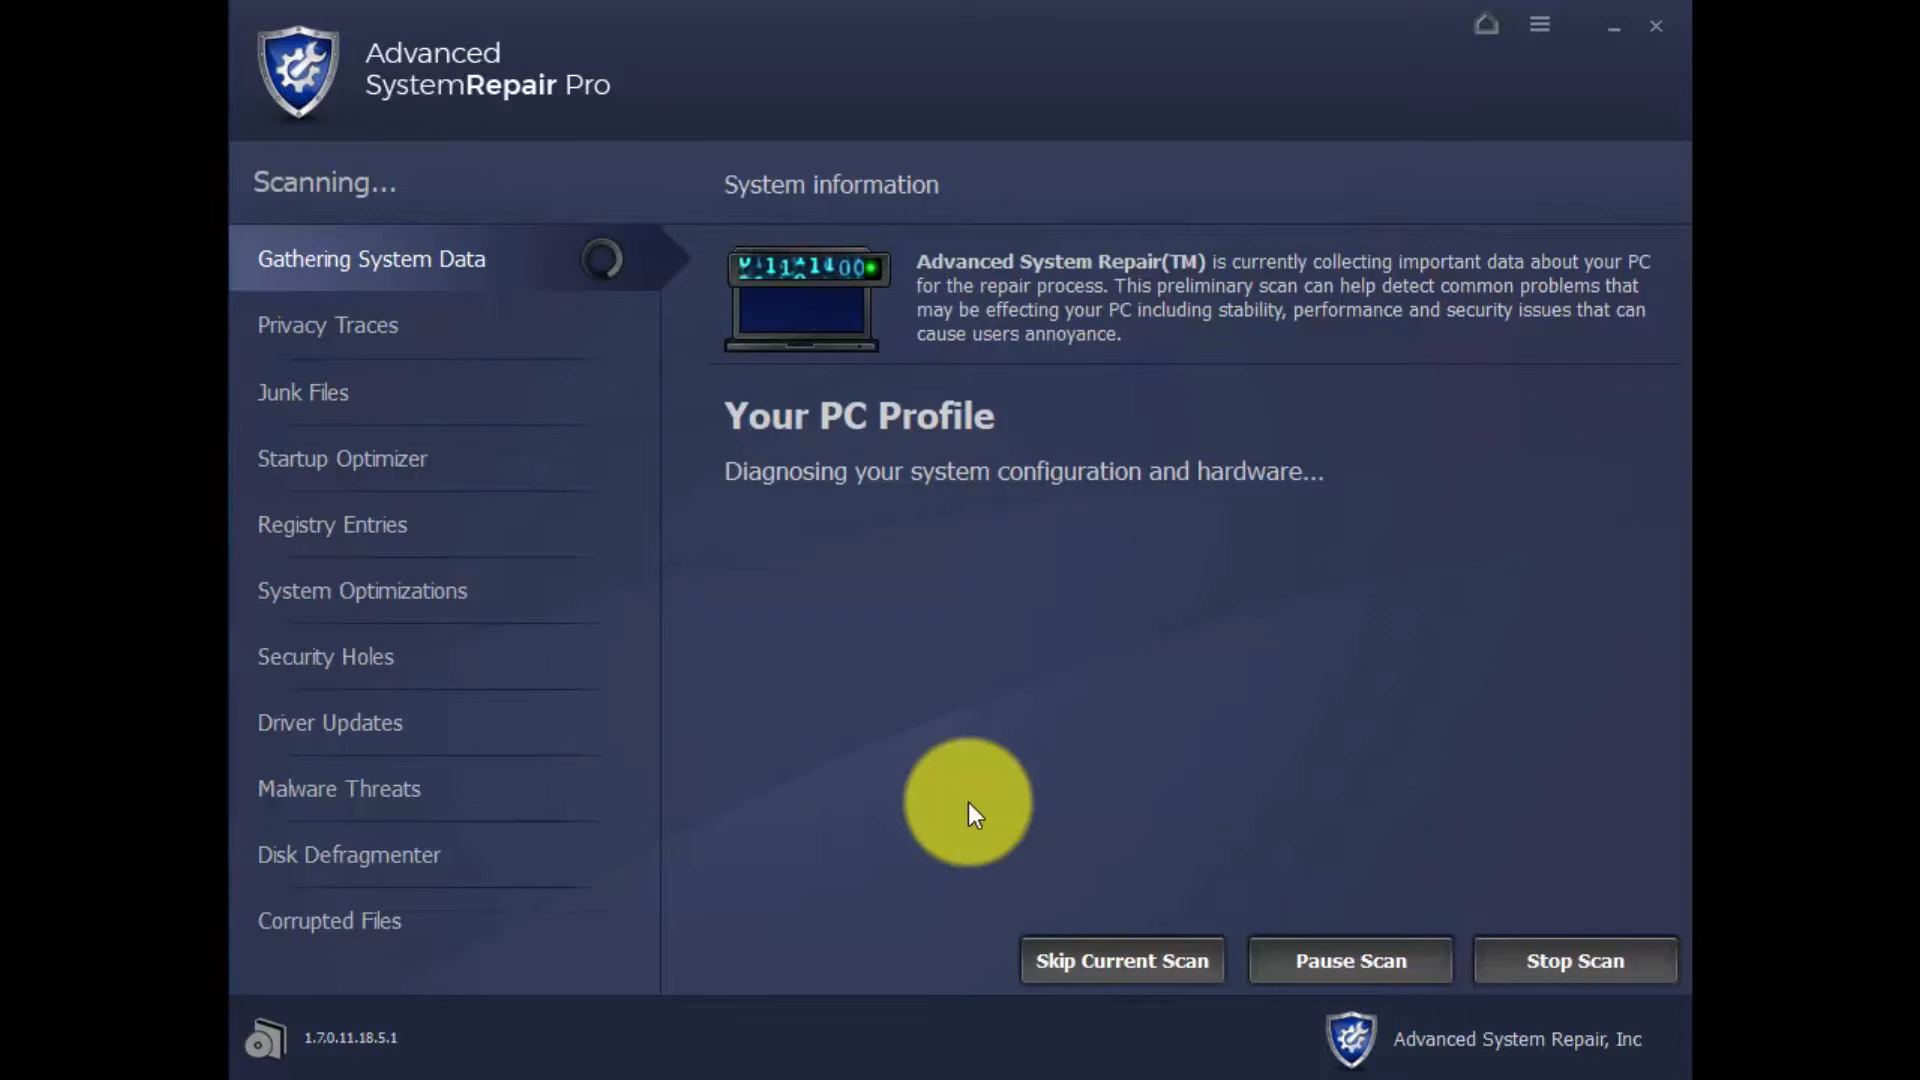 Advanced
SystemRepair Pro
Scanning...
System information
Gathering System Data
Privacy Traces
Junk Files
Startup Optimizer
Registry Entries
System Optimizations
Security Holes
Driver Updates
Malware Threats
Disk Defragmenter
Corrupted Files
Advanced System Repair(TM) is currently collecting important data about your PC
for the repair process. This preliminary scan can help detect common problems that
may be effecting your PC including stability, performance and security issues that can
cause users annoyance.
Your PC Profile
Diagnosing your system configuration and hardware...
Skip Current Scan
Pause Scan
Stop Scan
1.7.0.11.18.5.1
Advanced System Repair, Inc